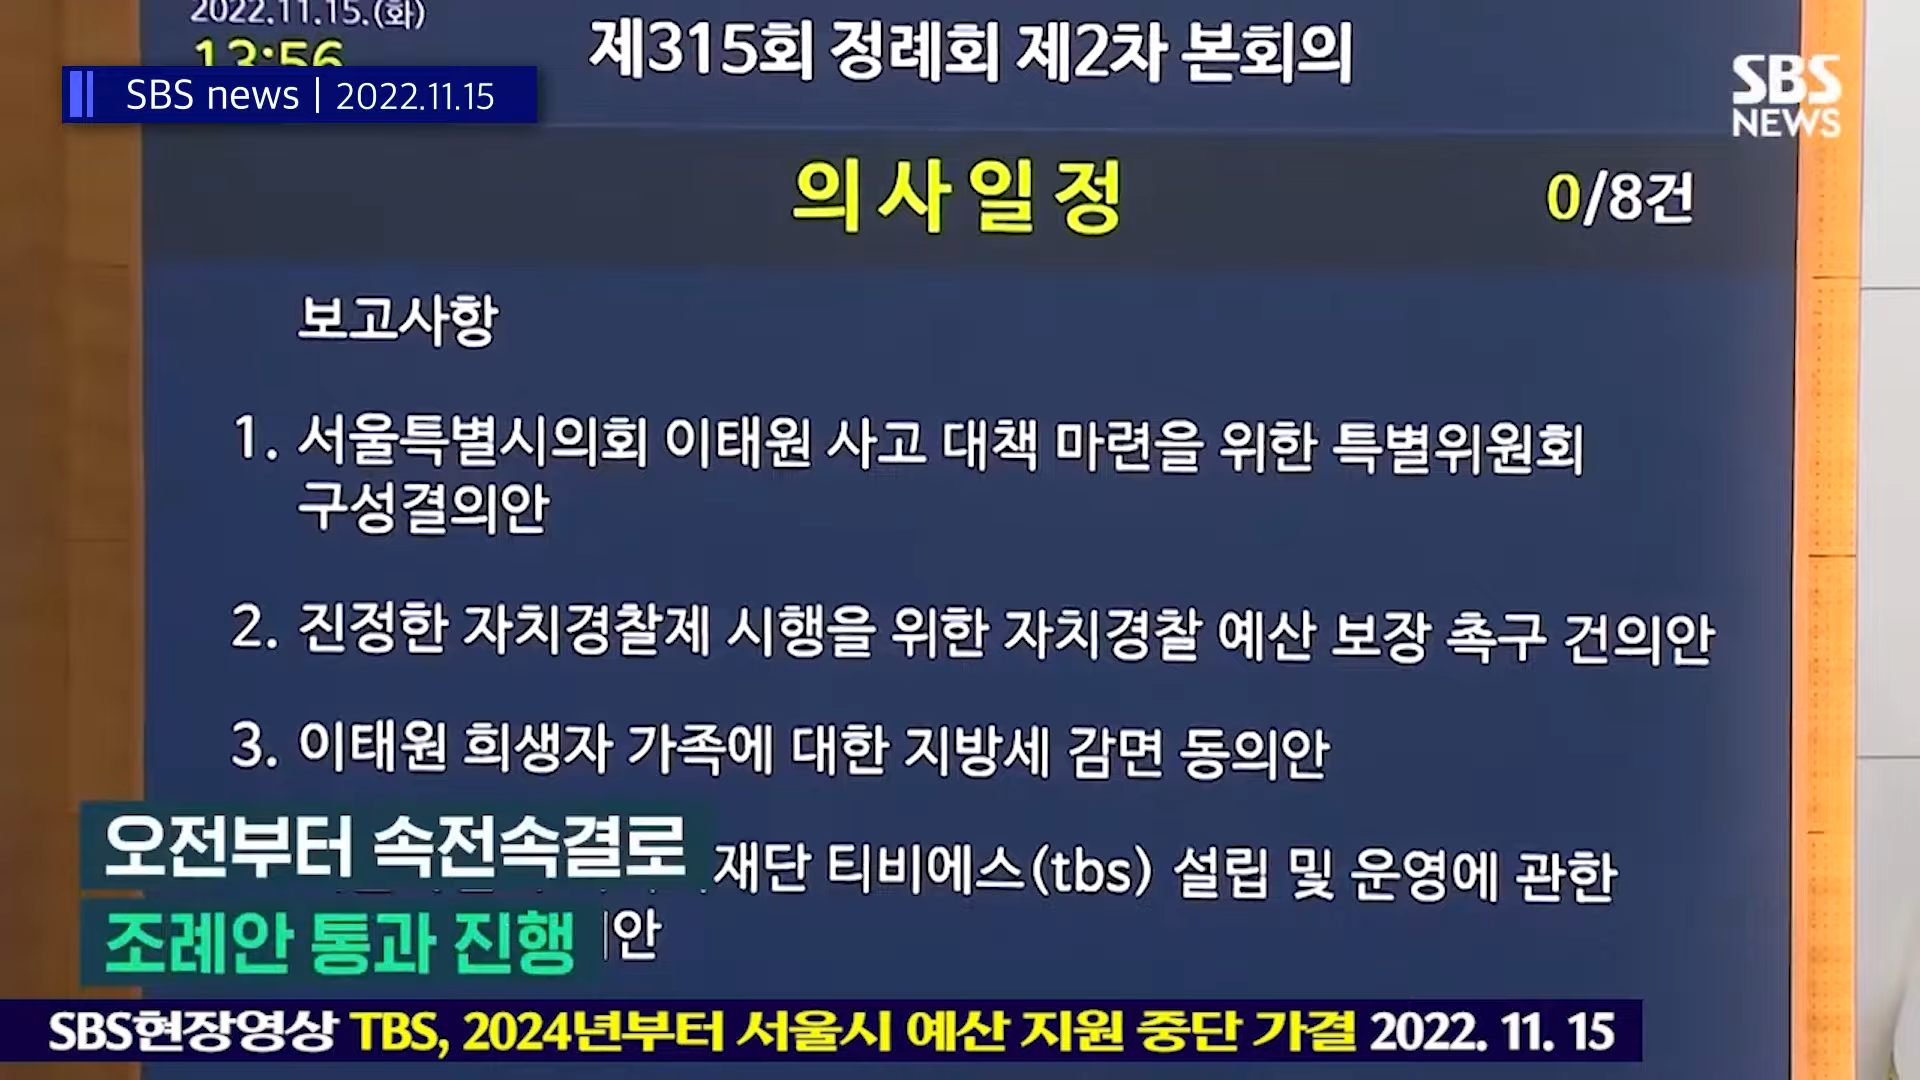 2022.11.15.(화)
13:56
제315회 정례회 제2차 본회의
SBS news | 2022.11.15
SBS
NEWS
의사일정
0/8건
보고사항
1. 서울특별시의회 이태원 사고 대책 마련을 위한 특별위원회
구성결의안
2. 진정한 자치경찰제 시행을 위한 자치경찰 예산 보장 촉구 건의안
3. 이태원 희생자 가족에 대한 지방세 감면 동의안
재단 티비에스(tbs) 설립 및 운영에 관한
안
오전부터 속전속결로
조례안 통과 진행
SBS현장영상 TBS, 2024년부터 서울시 예산 지원 중단 가결 2022. 11. 15